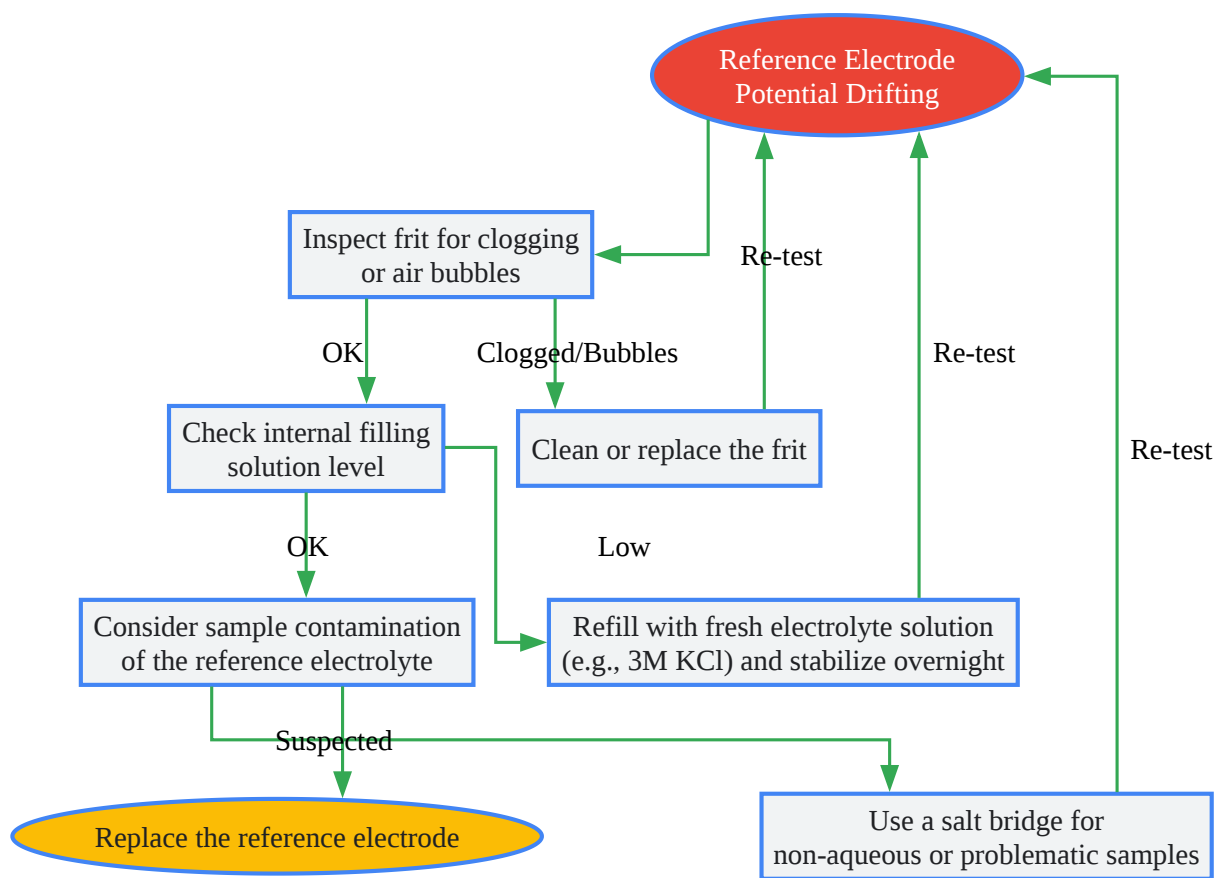 Reference Electrode
Potential Drifting
Inspect frit for clogging
or air bubbles
Re-test
OK
Clogged/Bubbles
Re-test
Check internal filling
solution level
Clean or replace the frit
Re-test
OK
Low
Consider sample contamination
of the reference electrolyte
Refill with fresh electrolyte solution
(e.g., 3M KCl) and stabilize overnight
Suspected
Replace the reference electrode
Use a salt bridge for
non-aqueous or problematic samples